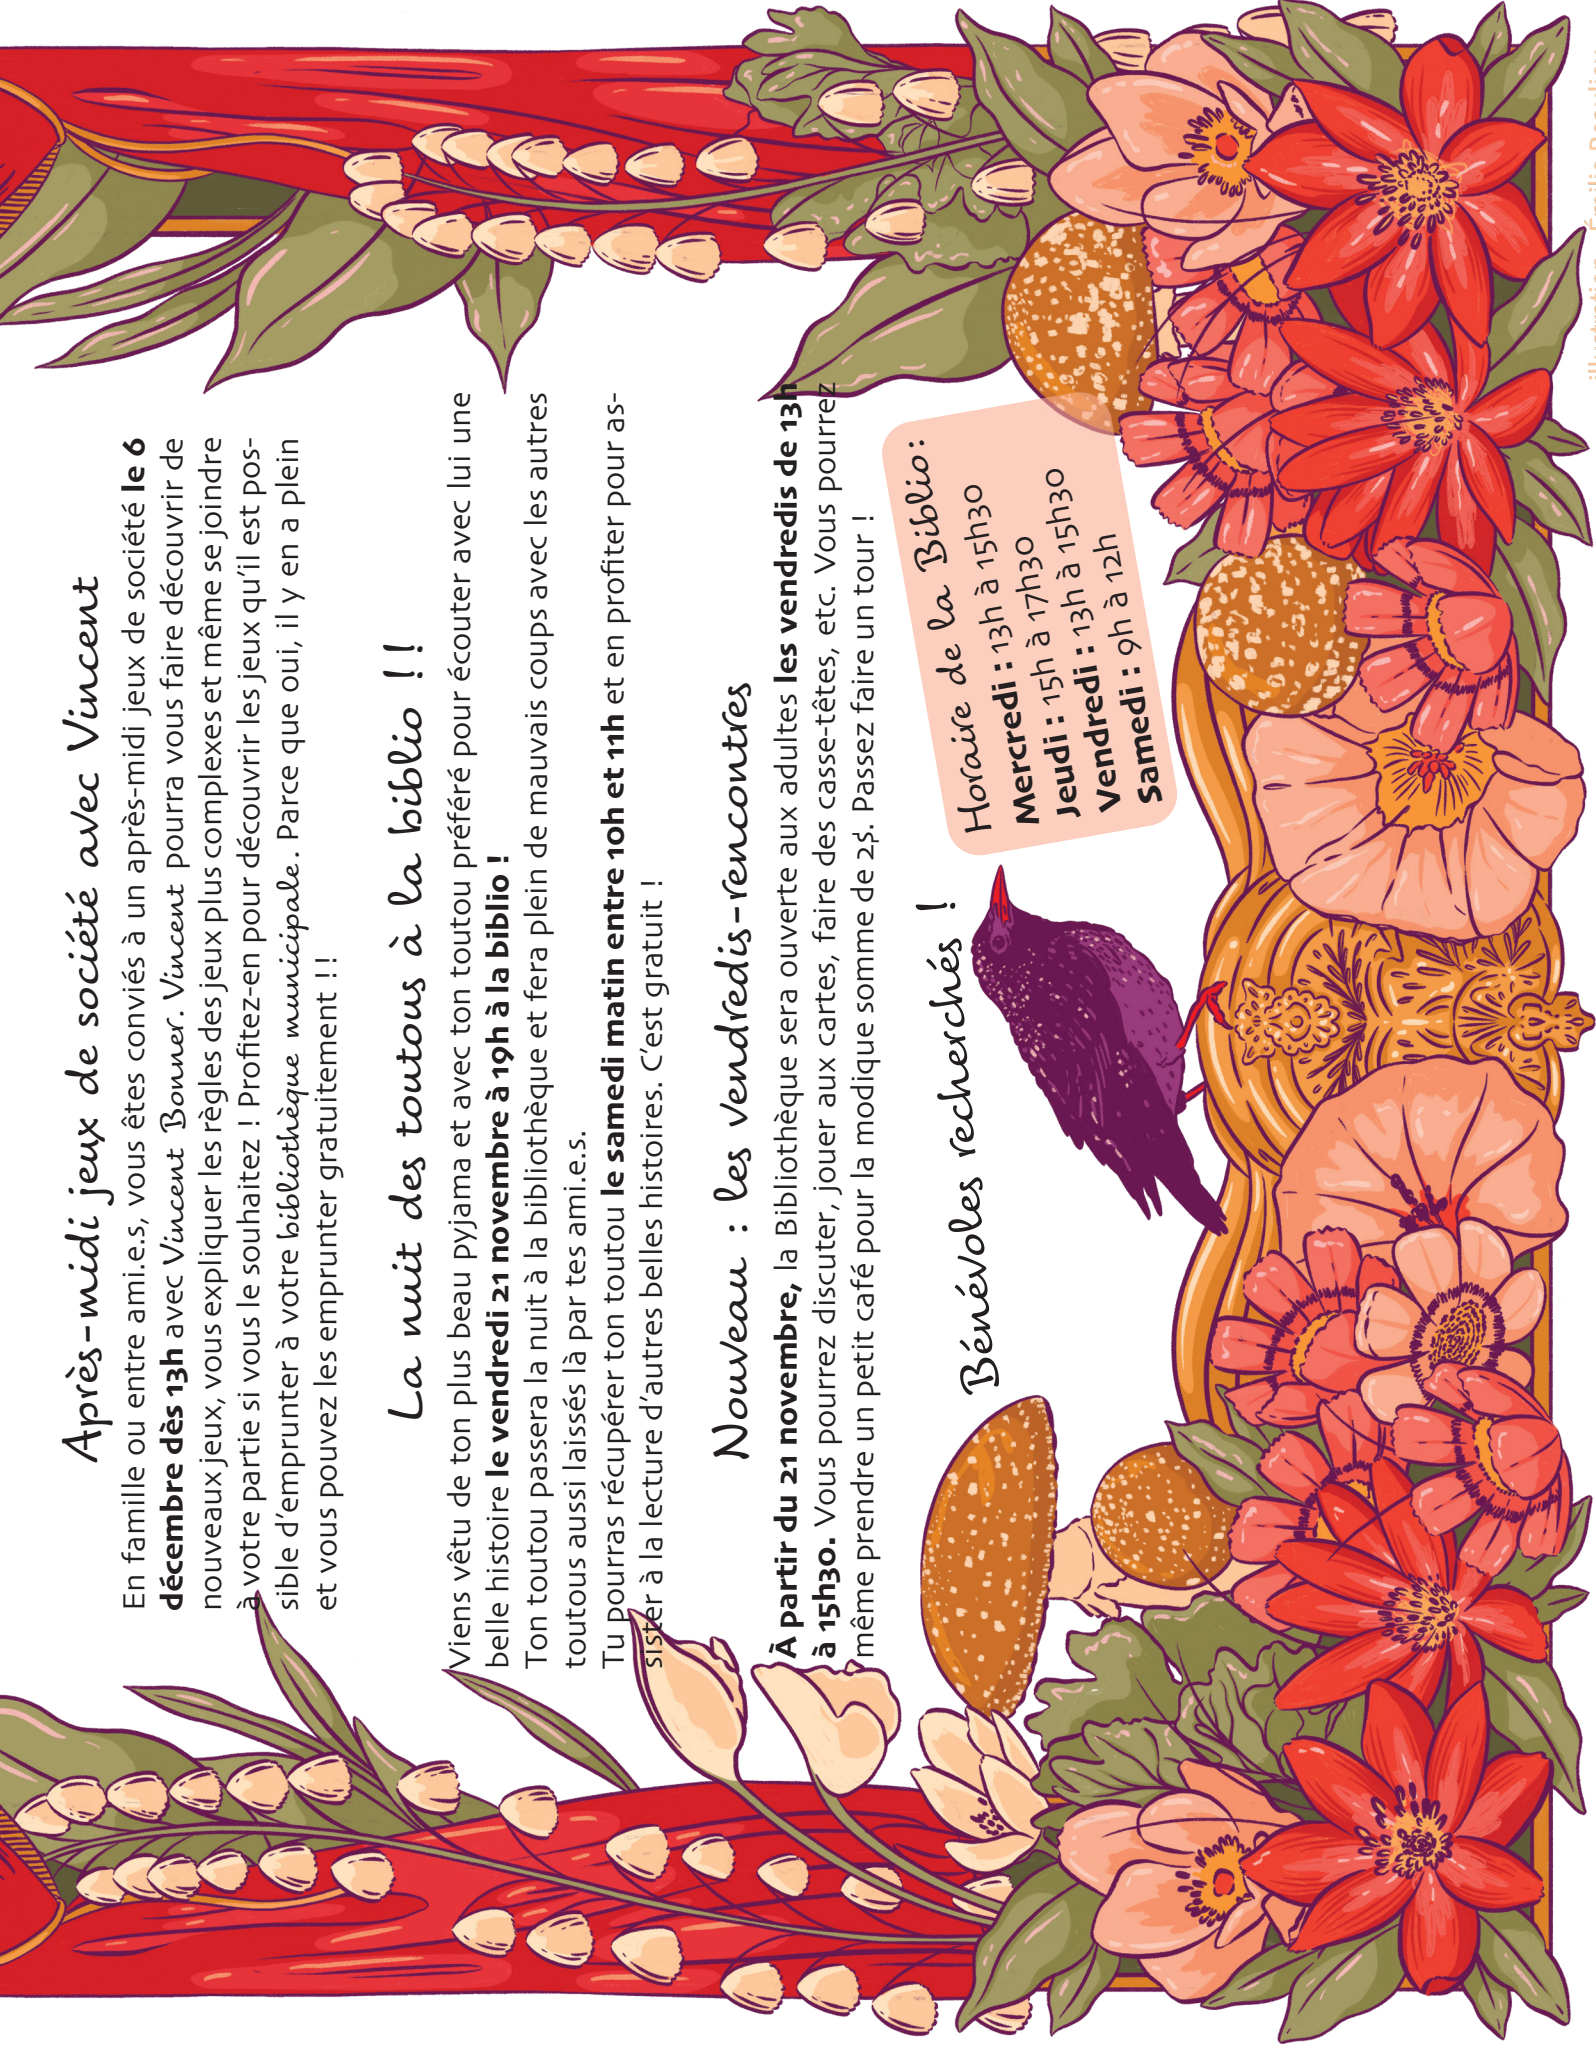 Après-midi jeux de société avec Vincent
En famille ou entre ami.e.s, vous êtes conviés à un après-midi jeux de société le 6
décembre dès 13h avec Vincent Bonner. Vincent pourra vous faire découvrir de
nouveaux jeux, vous expliquer les règles des jeux plus complexes et même se joindre
à votre partie si vous le souhaitez ! Profitez-en pour découvrir les jeux qu'il est pos-
sible d'emprunter à votre bibliothèque municipale. Parce que oui, il y en a plein
et vous pouvez les emprunter gratuitement !!
La nuit des toutous à la biblio !!
Viens vêtu de ton plus beau pyjama et avec ton toutou préféré pour écouter avec lui une
belle histoire le vendredi 21 novembre à 19h à la biblio !
Ton toutou passera la nuit à la bibliothèque et fera plein de mauvais coups avec les autres
toutous aussi laissés là par tes ami.e.s.
Tu pourras récupérer ton toutou le samedi matin entre 10h et 11h et en profiter pour as-
sister à la lecture d'autres belles histoires. C'est gratuit !
Nouveau : les vendredis-rencontres
À partir du 21 novembre, la Bibliothèque sera ouverte aux adultes les vendredis de 13h
à 15h30. Vous pourrez discuter, jouer aux cartes, faire des casse-têtes, etc. Vous pourrez
même prendre un petit café pour la modique somme de 2$. Passez faire un tour !
Bénévoles recherchés !
Horaire de la Biblio :
Mercredi : 13h à 15h30
Jeudi : 15h à 17h30
Vendredi : 13h à 15h30
Samedi : 9h à 12h